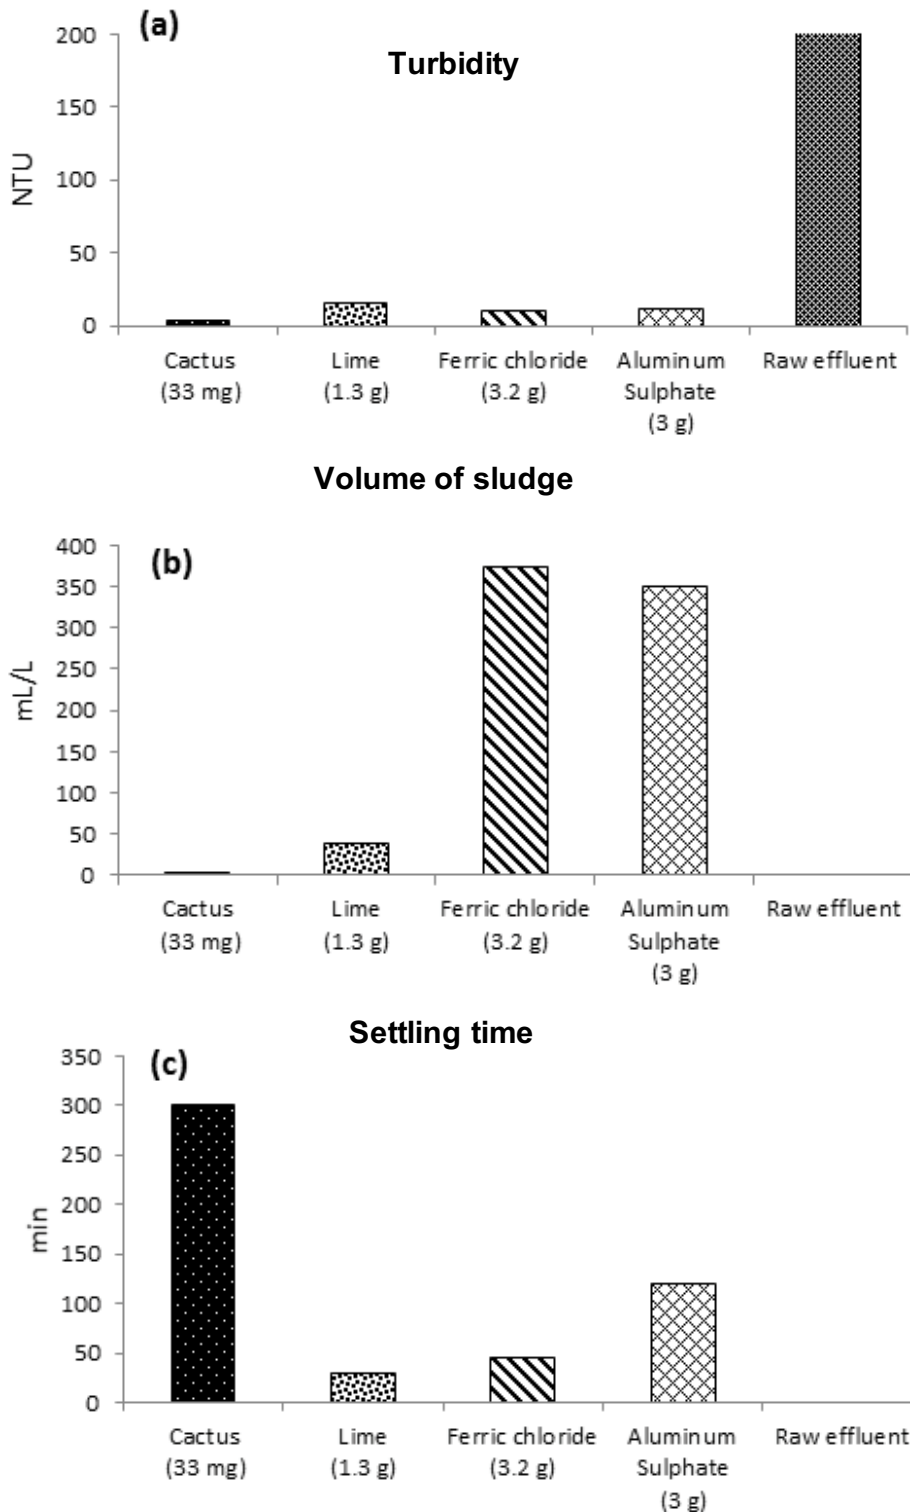 (a)
Turbidity
NTU
200
150
100
50
0
Cactus Lime Ferric chloride Aluminum Raw effluent
(33 mg) (1.3 g) (3.2 g) Sulphate
(3 g)
Volume of sludge
(b)
mL/L
400
350
300
250
200
150
100
50
0
Cactus Lime Ferric chloride Aluminum Raw effluent
(33 mg) (1.3 g) (3.2 g) Sulphate
(3 g)
Settling time
(c)
min
350
300
250
200
150
100
50
0
Cactus Lime Ferric chloride Aluminum Raw effluent
(33 mg) (1.3 g) (3.2 g) Sulphate
(3 g)